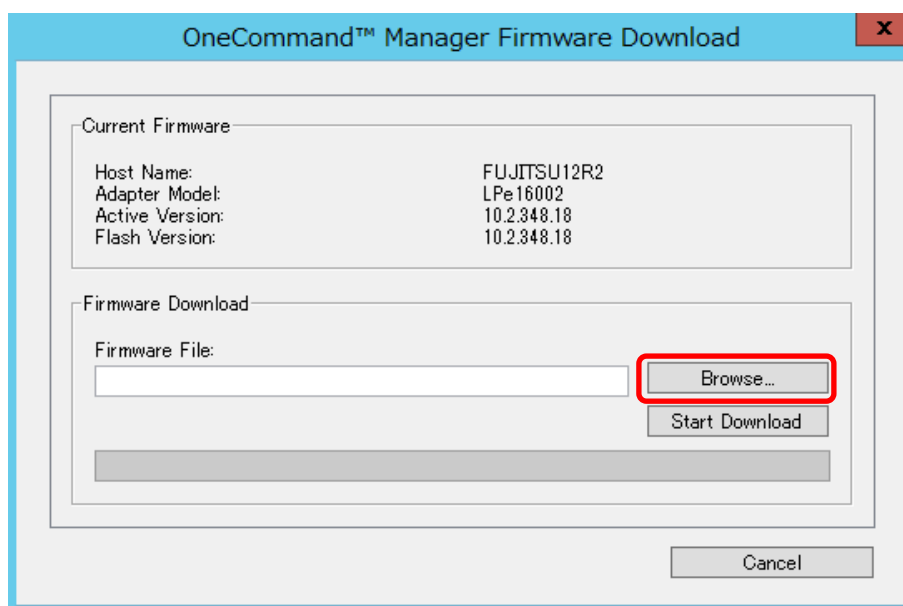 OneCommand™ Manager Firmware Download
x
Current Firmware
Host Name: FUJITSU12R2
Adapter Model: LPe16002
Active Version: 10.2.348.18
Flash Version: 10.2.348.18
Firmware Download
Firmware File:
Browse...
Start Download
Cancel